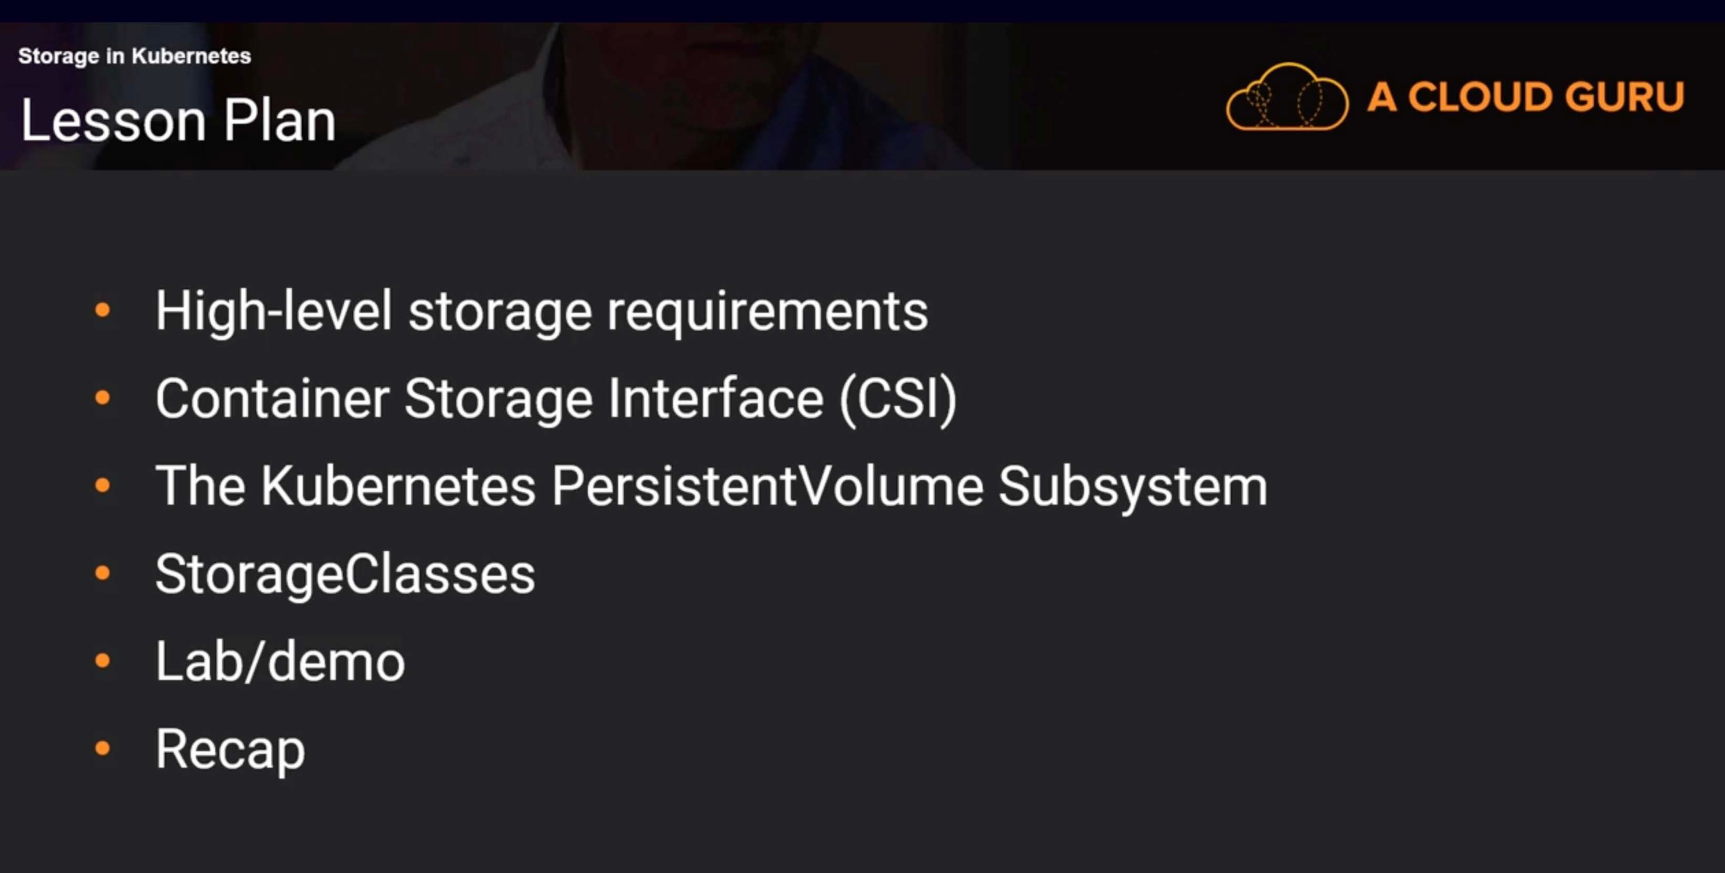 Storage in Kubernetes
Lesson Plan
A CLOUD GURU
High-level storage requirements
Container Storage Interface (CSI)
The Kubernetes PersistentVolume Subsystem
StorageClasses
Lab/demo
Recap